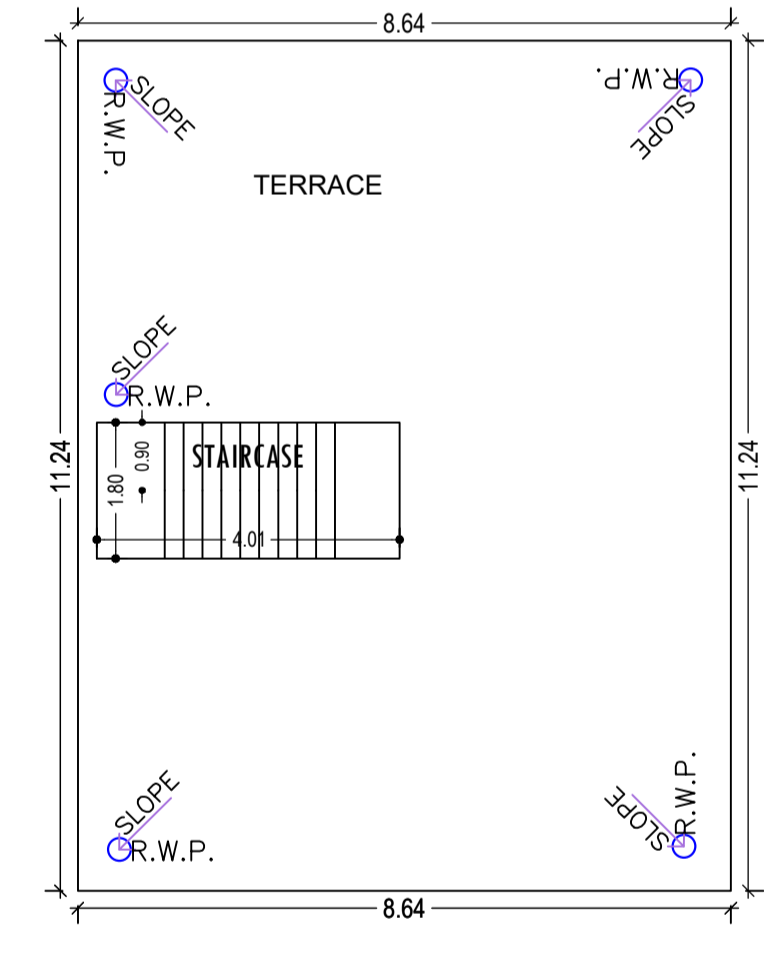 8.64
SLOPE
R.W.P.
R.W.P.
SLOPE
TERRACE
SLOPE
R.W.P.
11.24
11.24
STAIRCASE
0.90
1.80
4.01
SLOPE
R.W.P.
SLOPE
R.W.P.
8.64